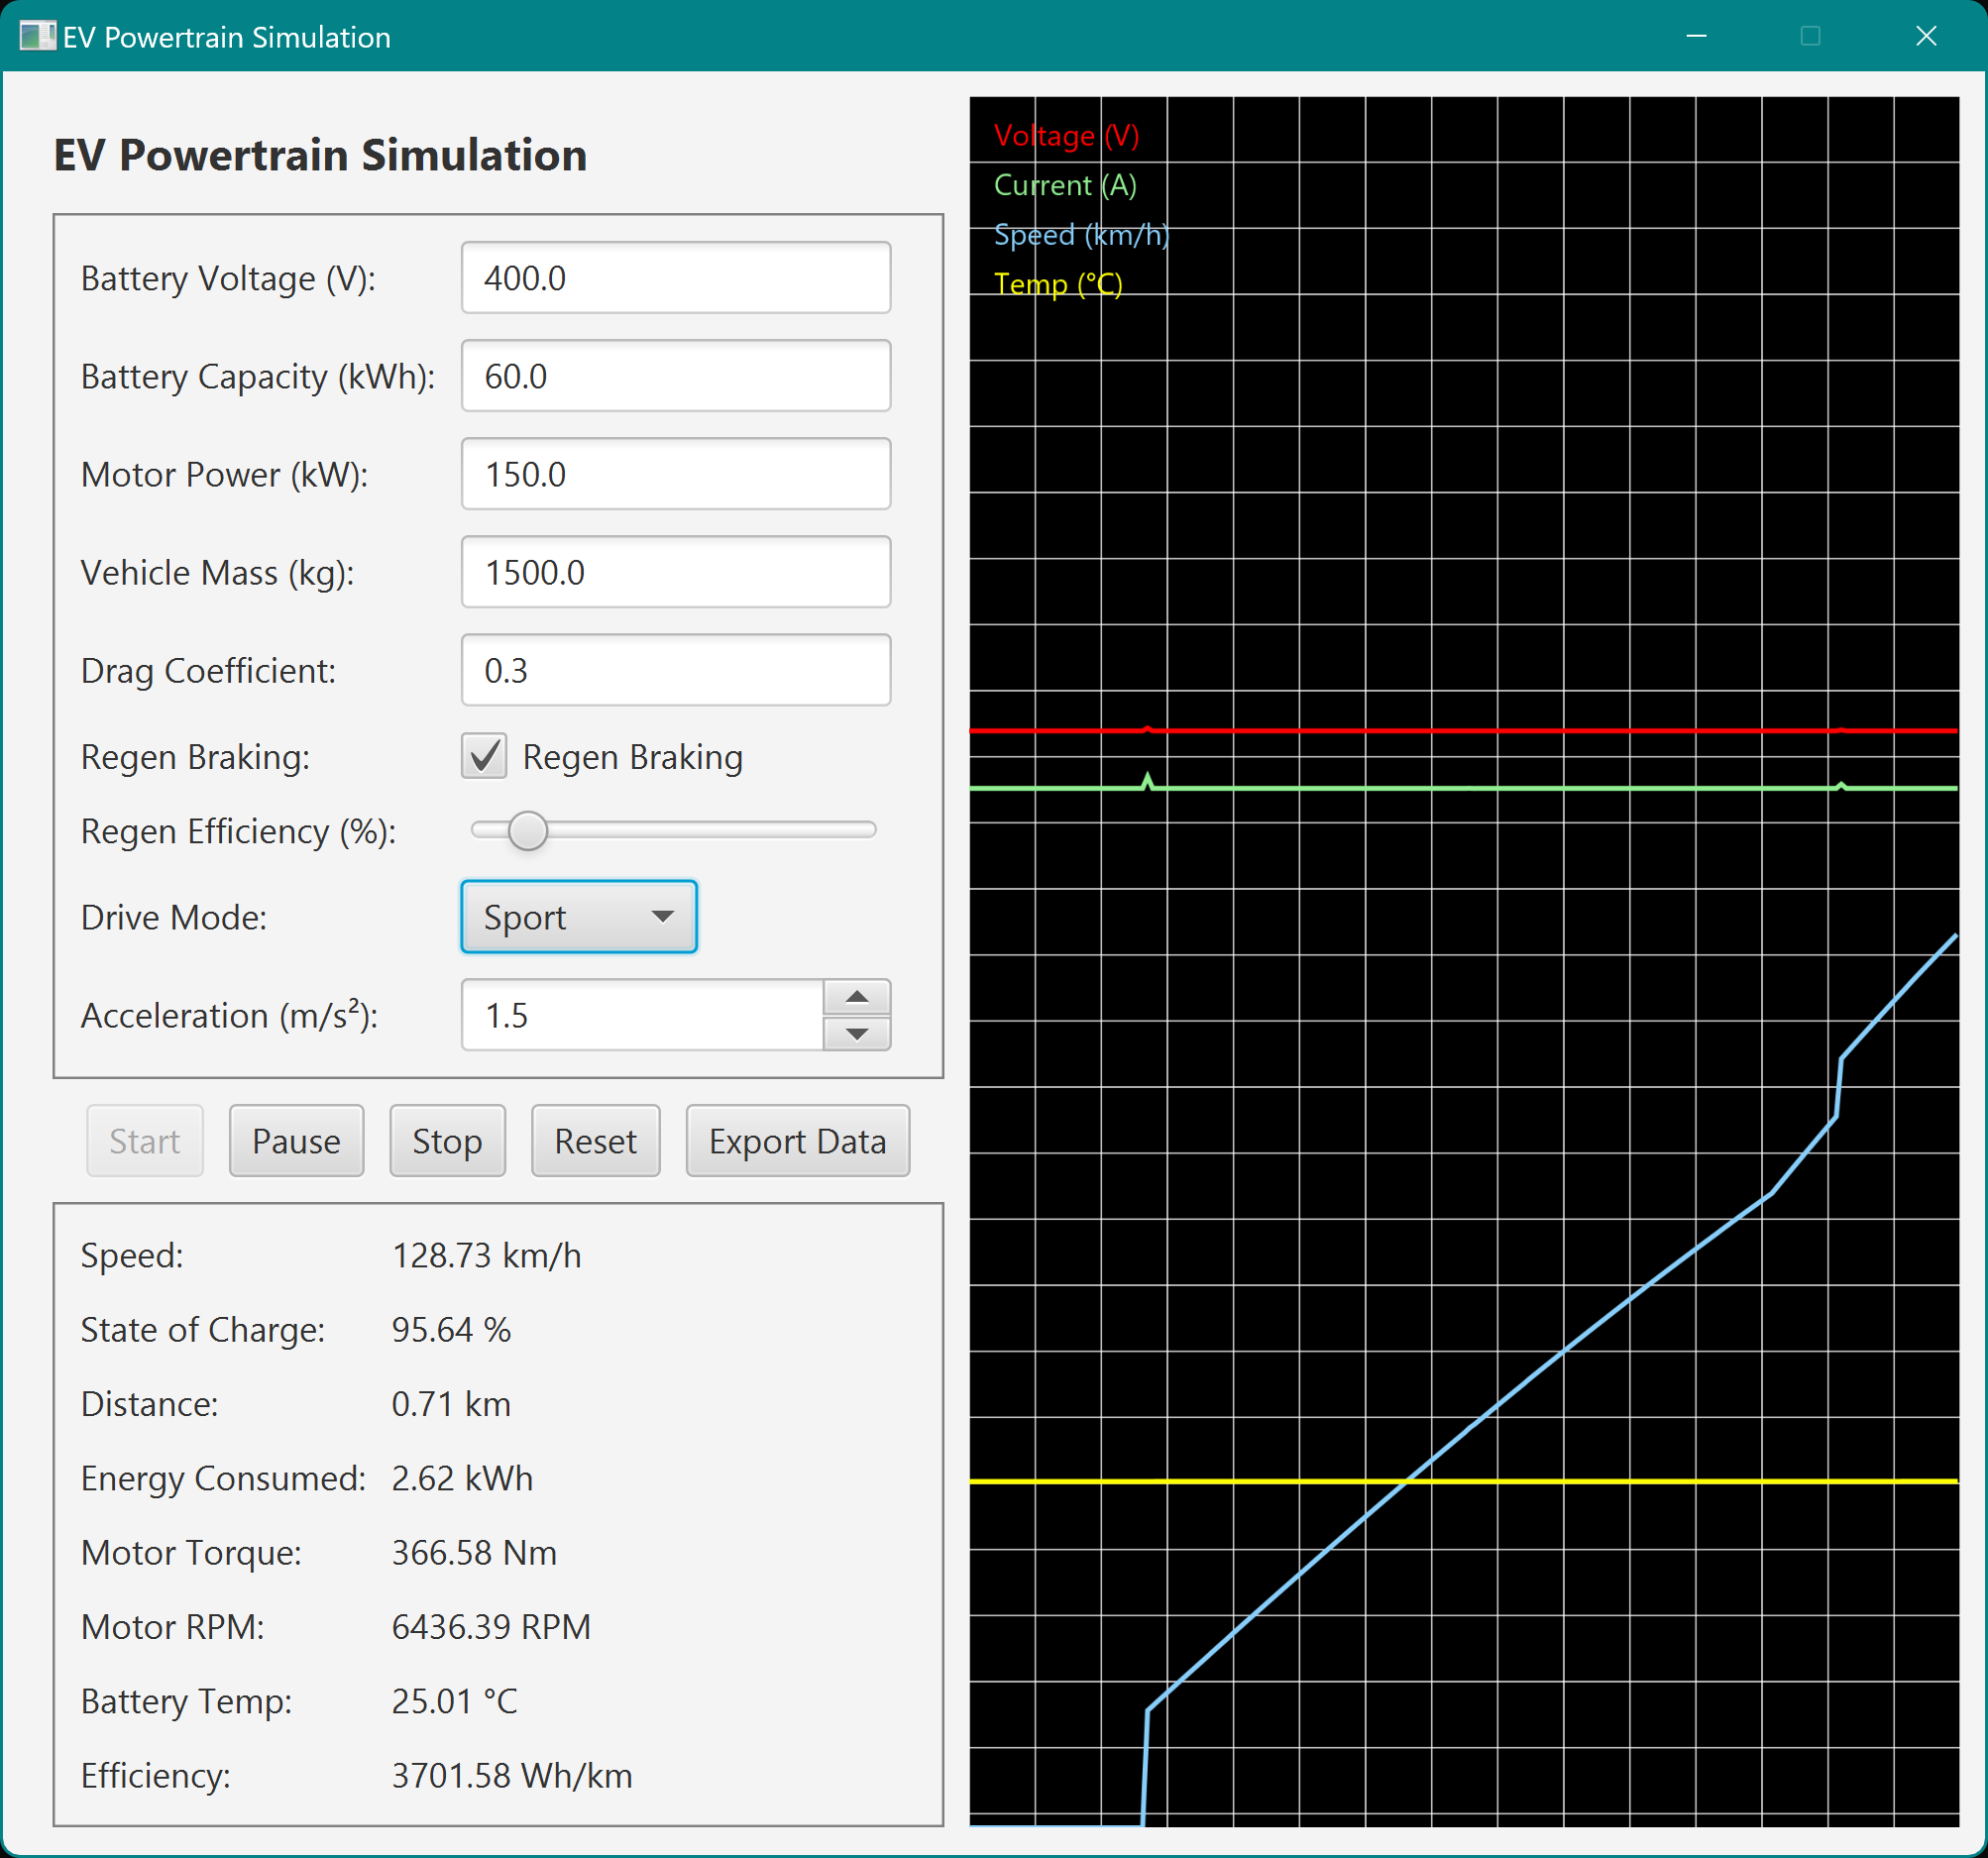 EV Powertrain Simulation
EV Powertrain Simulation
Battery Voltage (V): 400.0
Battery Capacity (kWh): 60.0
Motor Power (kW): 150.0
Vehicle Mass (kg): 1500.0
Drag Coefficient: 0.3
Regen Braking: Regen Braking
Regen Efficiency (%):
Drive Mode: Sport
Acceleration (m/s²): 1.5
Start Pause Stop Reset Export Data
Speed: 128.73 km/h
State of Charge: 95.64 %
Distance: 0.71 km
Energy Consumed: 2.62 kWh
Motor Torque: 366.58 Nm
Motor RPM: 6436.39 RPM
Battery Temp: 25.01 °C
Efficiency: 3701.58 Wh/km
Voltage (V)
Current (A)
Speed (km/h)
Temp (°C)